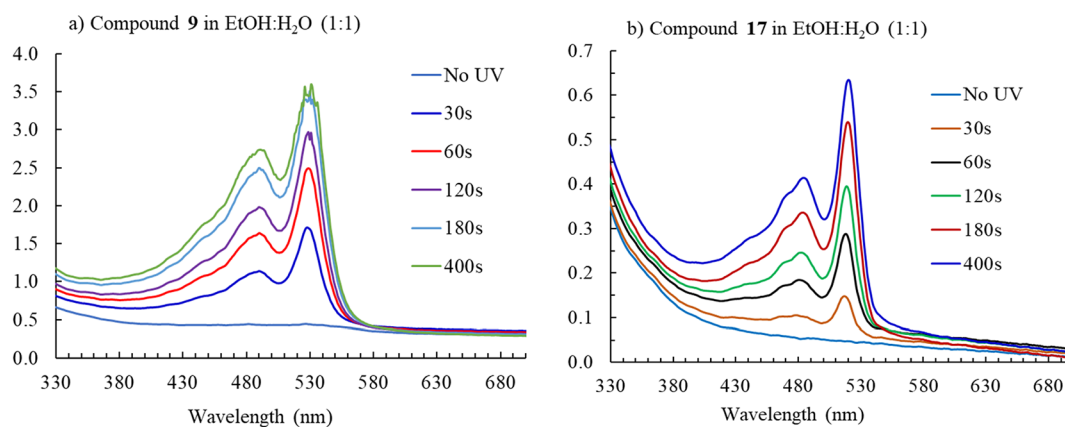 a) Compound 9 in EtOH:H₂O (1:1)
4.0
3.5
3.0
2.5
2.0
1.5
1.0
0.5
0.0
330 380 430 480 530 580 630 680
Wavelength (nm)
No UV
30s
60s
120s
180s
400s
b) Compound 17 in EtOH:H₂O (1:1)
0.7
0.6
0.5
0.4
0.3
0.2
0.1
0.0
330 380 430 480 530 580 630 680
Wavelength (nm)
No UV
30s
60s
120s
180s
400s